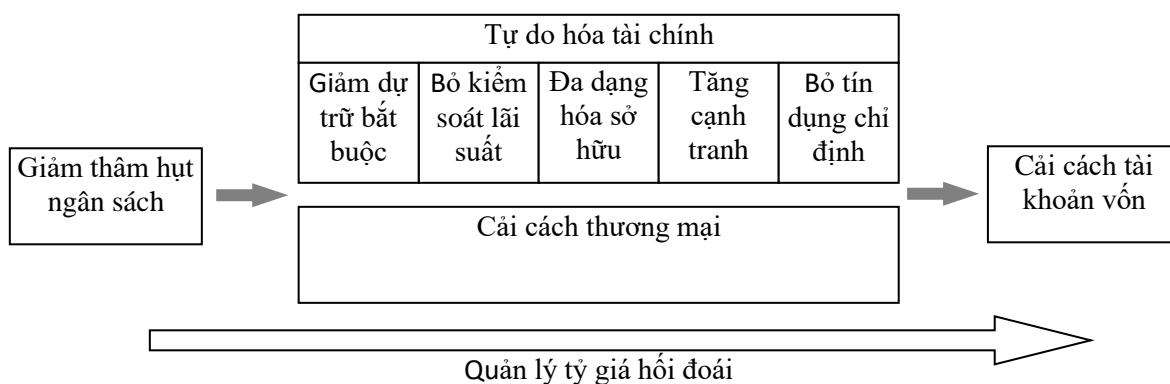 Tự do hóa tài chính
Giảm dự
trữ bắt
buộc
Bỏ kiểm
soát lãi
suất
Đa dạng
hóa sở
hữu
Tăng
cạnh
tranh
Bỏ tín
dụng chỉ
định
Giảm thâm hụt
ngân sách
Cải cách thương mại
Cải cách tài
khoản vốn
Quản lý tỷ giá hối đoái